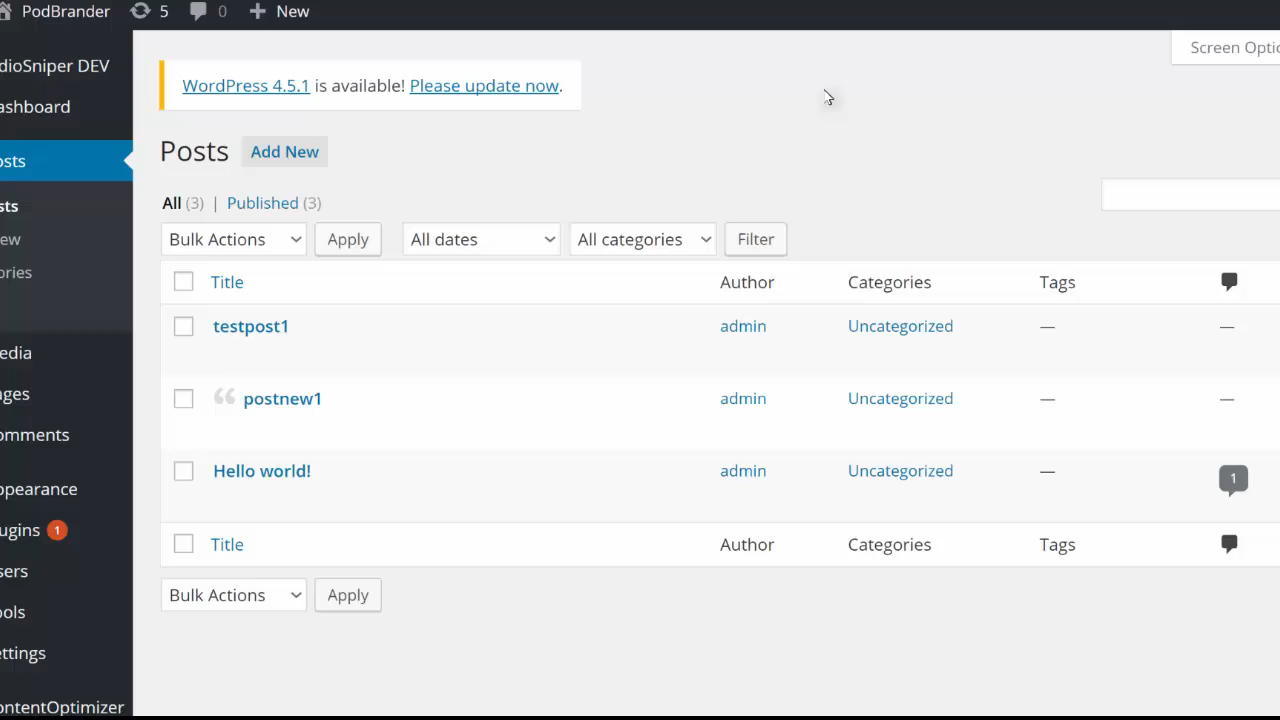 PodBrander 5 0 + New
dioSniper DEV
Screen Optio
WordPress 4.5.1 is available! Please update now.
ashboard
Posts Add New
osts
All (3) | Published (3)
sts
ew
Bulk Actions Apply All dates All categories Filter
ories
Title Author Categories Tags
testpost1 admin Uncategorized — —
edia
ges
postnew1 admin Uncategorized — —
omments
Hello world! admin Uncategorized — 1
ppearance
ugins 1
Title Author Categories Tags
sers
Bulk Actions Apply
ols
ettings
ontentOptimizer